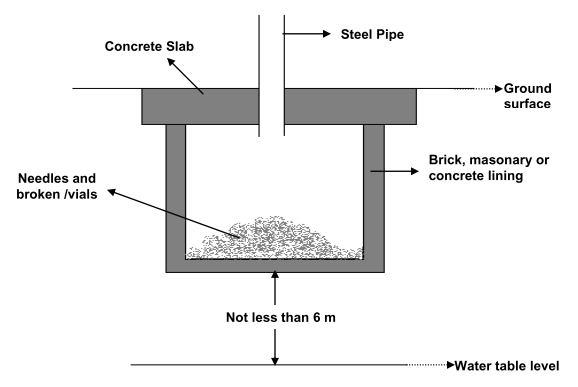 Steel Pipe
Concrete Slab
Ground
surface
Brick, masonary or
concrete lining
Needles and
broken /vials
Not less than 6 m
Water table level